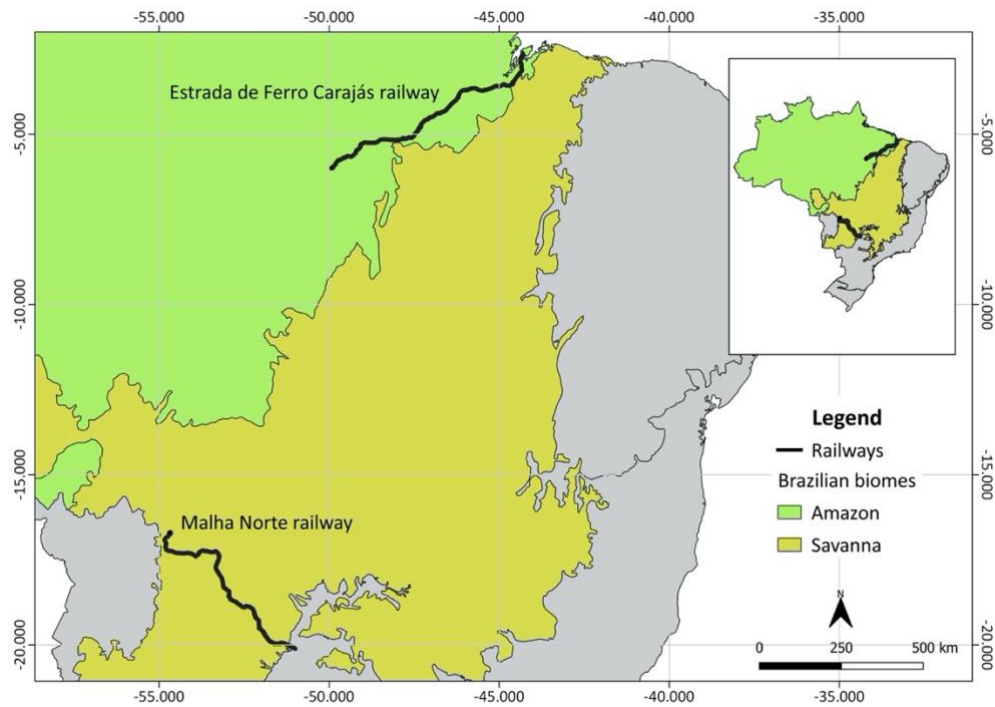 -55.000 -50.000 -45.000 -40.000 -35.000
Estrada de Ferro Carajás railway
-5.000 -5.000
-10.000 -10.000
Legend
Railways
-15.000 -15.000
Brazilian biomes
Amazon
Malha Norte railway
Savanna
N
-20.000 -20.000
0 250 500 km
-55.000 -50.000 -45.000 -40.000 -35.000